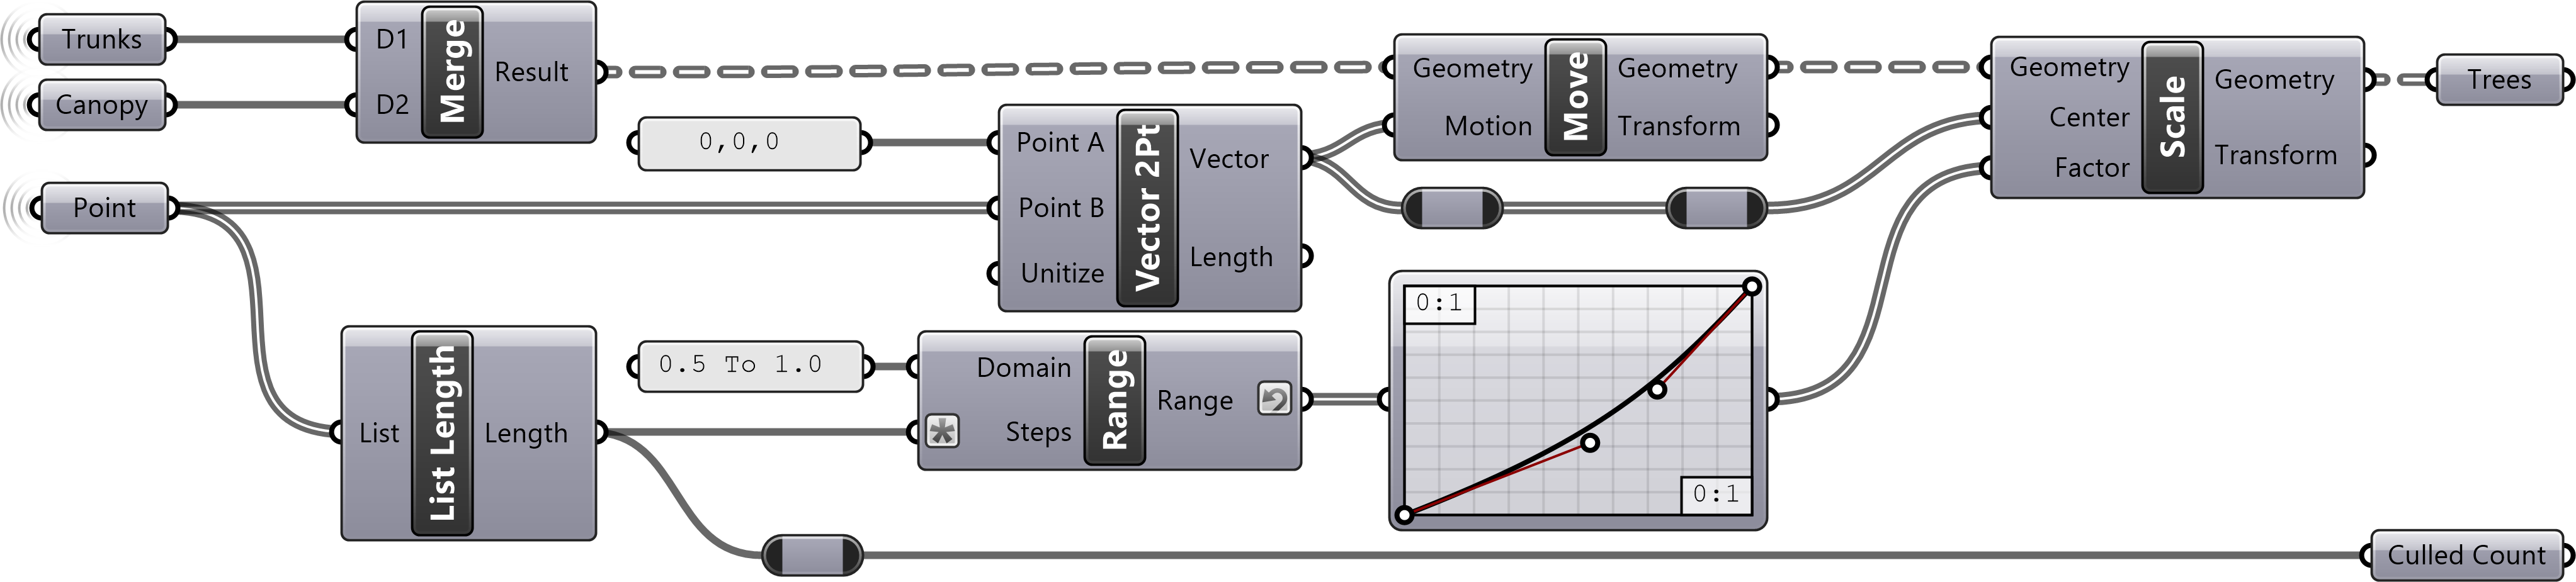 Trunks
Canopy
Point
D1
D2
Merge
Result
0,0,0
Point A
Point B
Unitize
Vector 2Pt
Vector
Length
Geometry
Motion
Move
Geometry
Transform
Geometry
Center
Factor
Scale
Geometry
Transform
Trees
List
List Length
Length
0.5 To 1.0
Domain
Steps
Range
Range
0:1
0:1
Culled Count